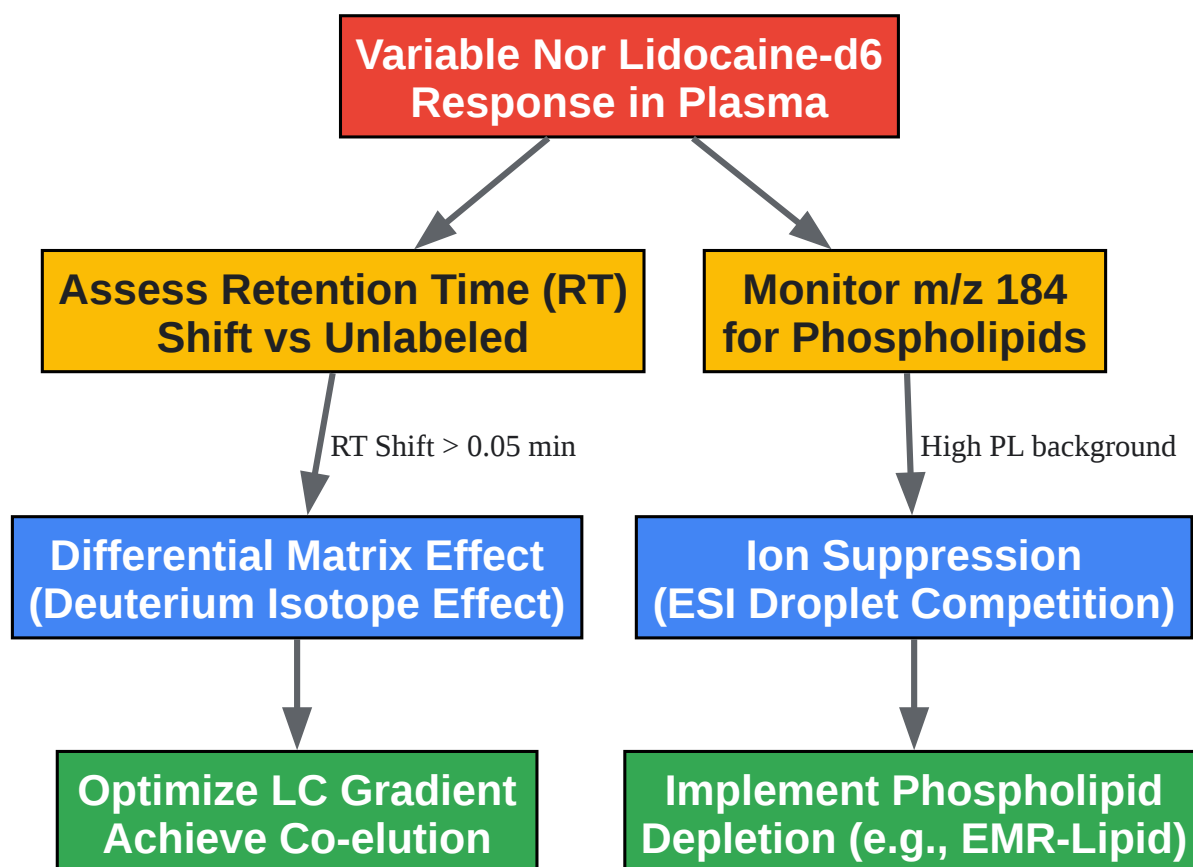 Variable Nor Lidocaine-d6
Response in Plasma
Assess Retention Time (RT)
Shift vs Unlabeled
Monitor m/z 184
for Phospholipids
RT Shift > 0.05 min
High PL background
Differential Matrix Effect
(Deuterium Isotope Effect)
Ion Suppression
(ESI Droplet Competition)
Optimize LC Gradient
Achieve Co-elution
Implement Phospholipid
Depletion (e.g., EMR-Lipid)